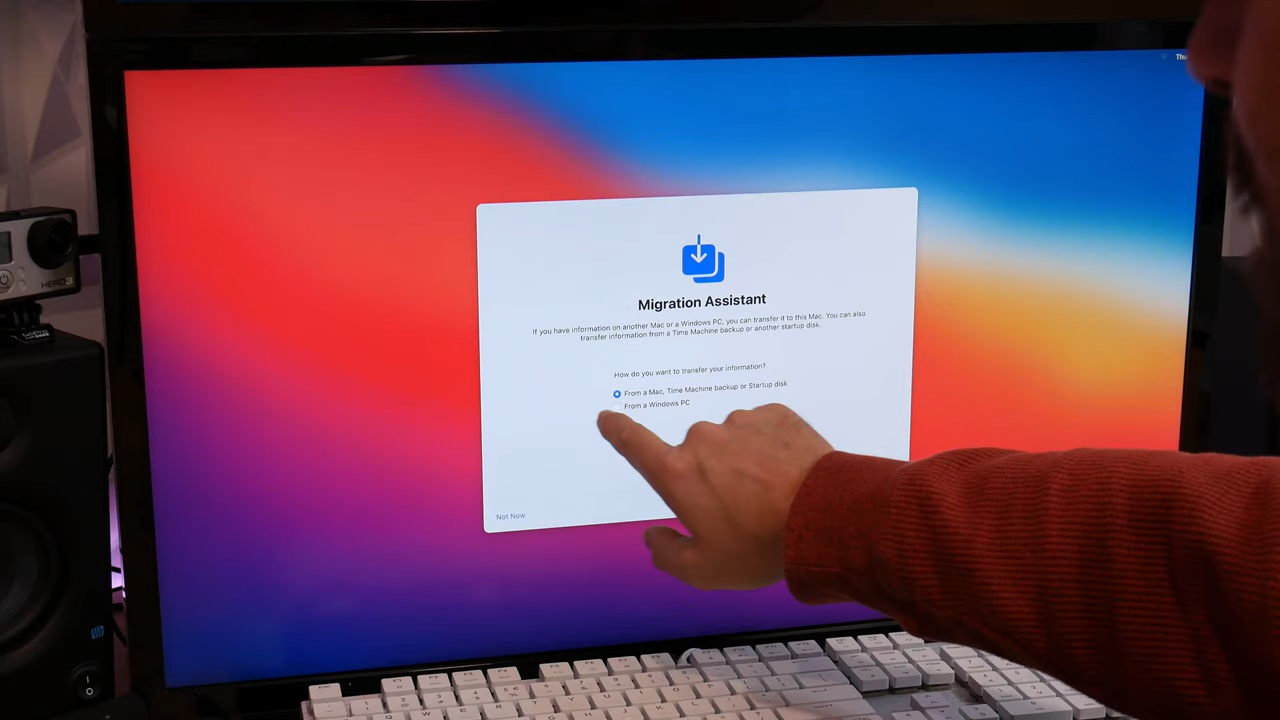 Thu
Migration Assistant
If you have information on another Mac or a Windows PC, you can transfer it to this Mac. You can also
transfer information from a Time Machine backup or another startup disk.
How do you want to transfer your information?
From a Mac, Time Machine backup or Startup disk
From a Windows PC
Not Now
HERO3